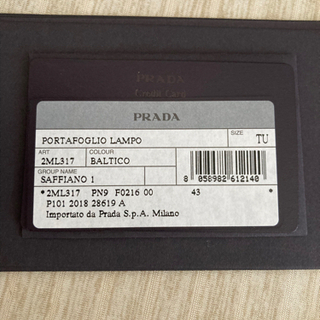 PRADA
Credit Card
PRADA
PORTAFOGLIO LAMPO
SIZE
TU
ART
COLOUR
2ML317
BALTICO
GROUP NAME
SAFFIANO 1
8 058982 612140
*2ML317 PN9 F0216 00 43 *
P101 2018 28619 A
Importato da Prada S.p.A. Milano